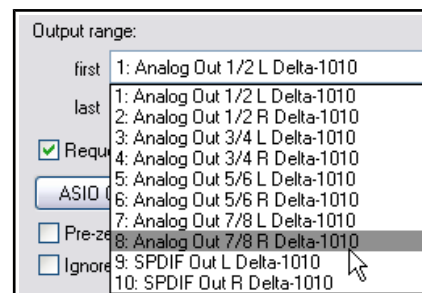 Output range:
first 1: Analog Out 1/2 L Delta-1010
last 1: Analog Out 1/2 L Delta-1010
2: Analog Out 1/2 R Delta-1010
3: Analog Out 3/4 L Delta-1010
4: Analog Out 3/4 R Delta-1010
5: Analog Out 5/6 L Delta-1010
6: Analog Out 5/6 R Delta-1010
7: Analog Out 7/8 L Delta-1010
8: Analog Out 7/8 R Delta-1010
9: SPDIF Out L Delta-1010
10: SPDIF Out R Delta-1010
ASIO
Pre-ze
Ignore